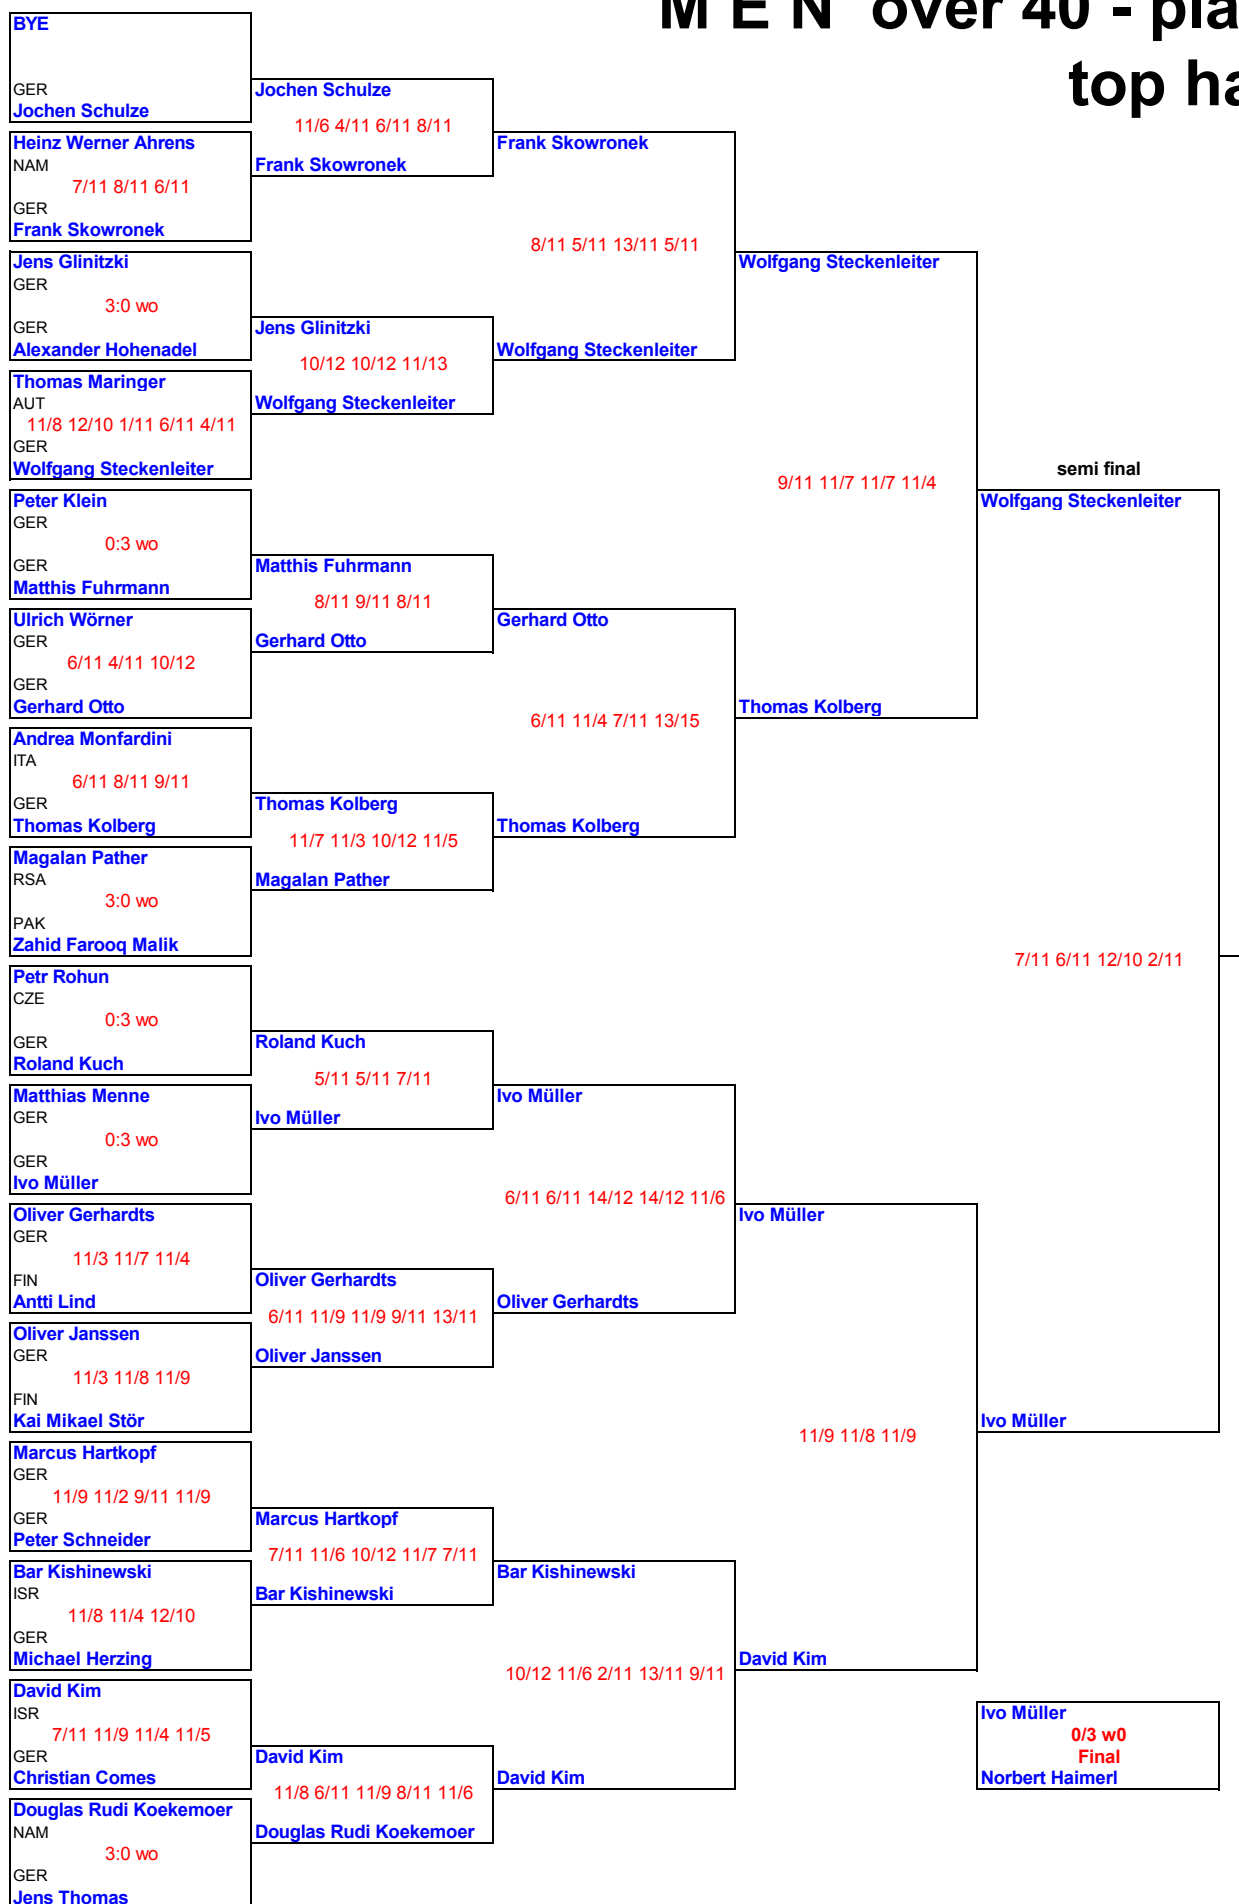 M E N over 40 - pla
top ha
BYE
GER
Jochen Schulze
Heinz Werner Ahrens
NAM
7/11 8/11 6/11
GER
Frank Skowronek
Jens Glinitzki
GER
3:0 wo
GER
Alexander Hohenadel
Thomas Maringer
AUT
11/8 12/10 1/11 6/11 4/11
GER
Wolfgang Steckenleiter
Peter Klein
GER
0:3 wo
GER
Matthis Fuhrmann
Ulrich Wörner
GER
6/11 4/11 10/12
GER
Gerhard Otto
Andrea Monfardini
ITA
6/11 8/11 9/11
GER
Thomas Kolberg
Magalan Pather
RSA
3:0 wo
PAK
Zahid Farooq Malik
Petr Rohun
CZE
0:3 wo
GER
Roland Kuch
Matthias Menne
GER
0:3 wo
GER
Ivo Müller
Oliver Gerhardts
GER
11/3 11/7 11/4
FIN
Antti Lind
Oliver Janssen
GER
11/3 11/8 11/9
FIN
Kai Mikael Stör
Marcus Hartkopf
GER
11/9 11/2 9/11 11/9
GER
Peter Schneider
Bar Kishinewski
ISR
11/8 11/4 12/10
GER
Michael Herzing
David Kim
ISR
7/11 11/9 11/4 11/5
GER
Christian Comes
Douglas Rudi Koekemoer
NAM
3:0 wo
GER
Jens Thomas
Jochen Schulze
11/6 4/11 6/11 8/11
Frank Skowronek
Jens Glinitzki
10/12 10/12 11/13
Wolfgang Steckenleiter
Matthis Fuhrmann
8/11 9/11 8/11
Gerhard Otto
Thomas Kolberg
11/7 11/3 10/12 11/5
Magalan Pather
Roland Kuch
5/11 5/11 7/11
Ivo Müller
Oliver Gerhardts
6/11 11/9 11/9 9/11 13/11
Oliver Janssen
Marcus Hartkopf
7/11 11/6 10/12 11/7 7/11
Bar Kishinewski
David Kim
11/8 6/11 11/9 8/11 11/6
Douglas Rudi Koekemoer
Frank Skowronek
8/11 5/11 13/11 5/11
Wolfgang Steckenleiter
Gerhard Otto
6/11 11/4 7/11 13/15
Thomas Kolberg
Ivo Müller
6/11 6/11 14/12 14/12 11/6
Oliver Gerhardts
Bar Kishinewski
10/12 11/6 2/11 13/11 9/11
David Kim
Wolfgang Steckenleiter
9/11 11/7 11/7 11/4
Thomas Kolberg
Ivo Müller
11/9 11/8 11/9
David Kim
semi final
Wolfgang Steckenleiter
7/11 6/11 12/10 2/11
Ivo Müller
Ivo Müller
0/3 w0
Final
Norbert Haimerl